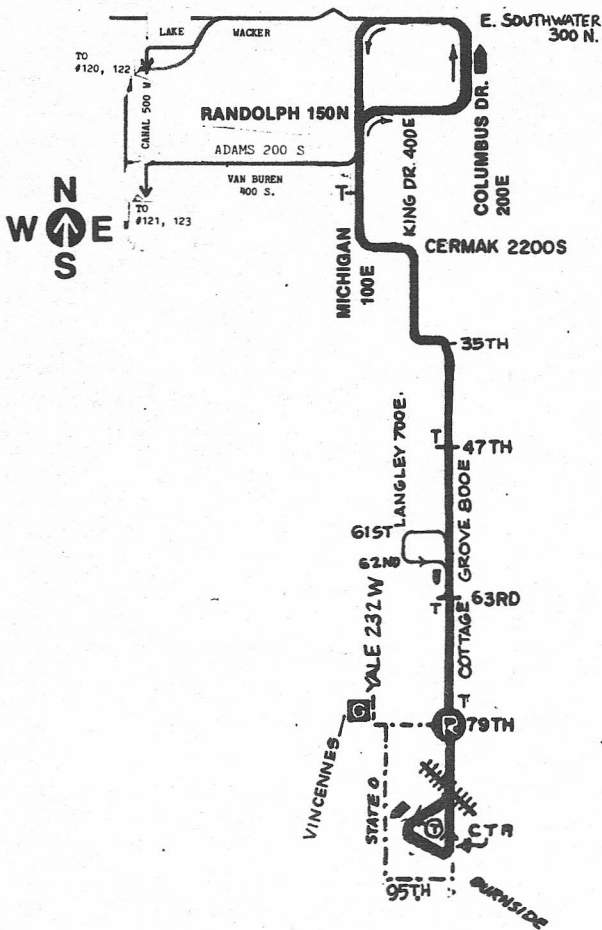 E. SOUTHWATER
300 N.
LAKE
WACKER
TO
#120, 122
CANAL 500 W
RANDOLPH 150N
ADAMS 200 S
VAN BUREN
400 S.
TO
#121, 123
N
W E
S
KING DR. 400E
COLUMBUS DR.
200E
T
MICHIGAN
100E
CERMAK 2200S
35TH
T
47TH
LANGLEY 700E.
61ST
62ND
COTTAGE GROVE 800E
T
63RD
YALE 232W
G
VINCENNES
T
R
79TH
STATE 0
T
CTA
95TH
BURNSIDE